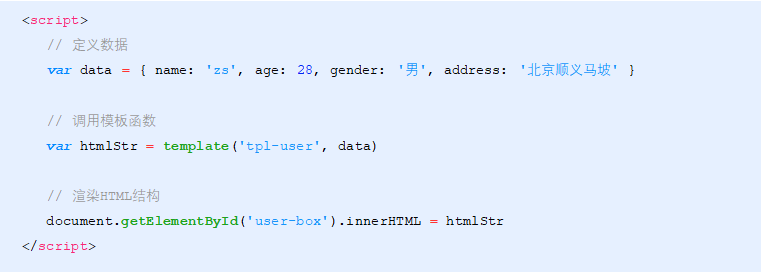 <script>
// 定义数据
var data = { name: 'zs', age: 28, gender: '男', address: '北京顺义马坡' }
// 调用模板函数
var htmlStr = template('tpl-user', data)
// 渲染HTML结构
document.getElementById('user-box').innerHTML = htmlStr
</script>